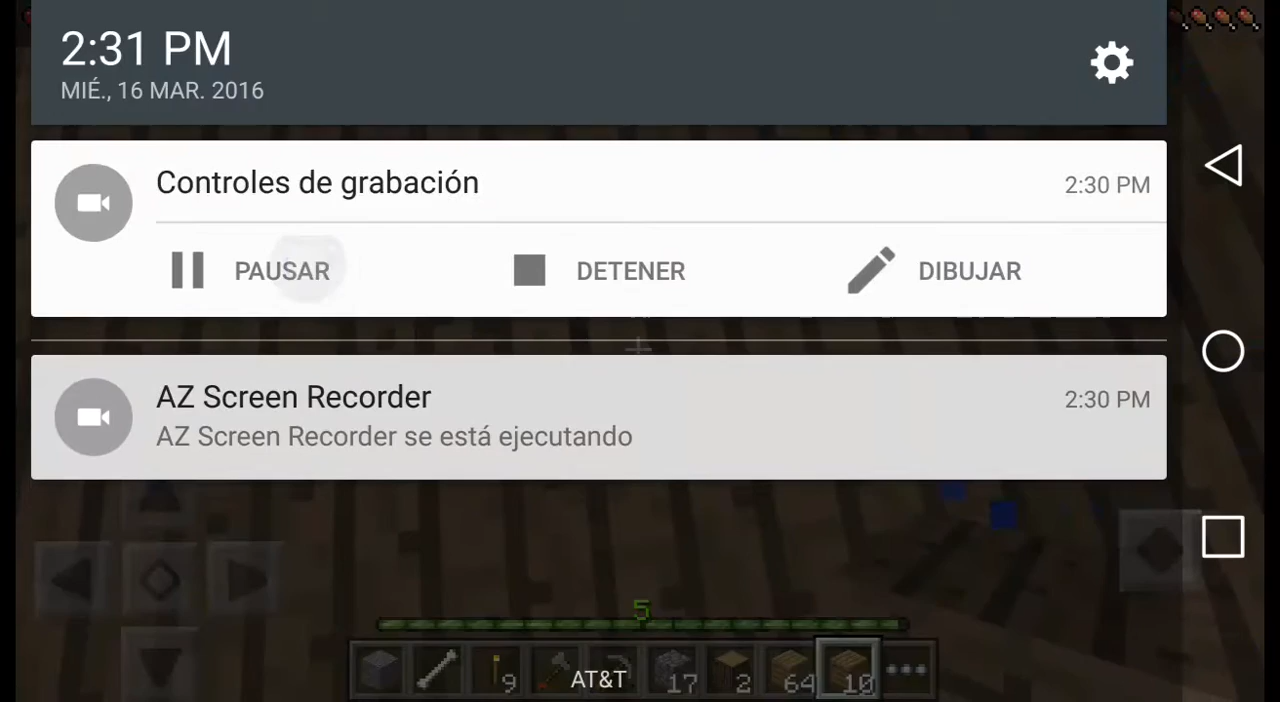 2:31 PM
MIÉ., 16 MAR. 2016
Controles de grabación
2:30 PM
PAUSAR
DETENER
DIBUJAR
AZ Screen Recorder
2:30 PM
AZ Screen Recorder se está ejecutando
5
9
17
2
64
10
AT&T